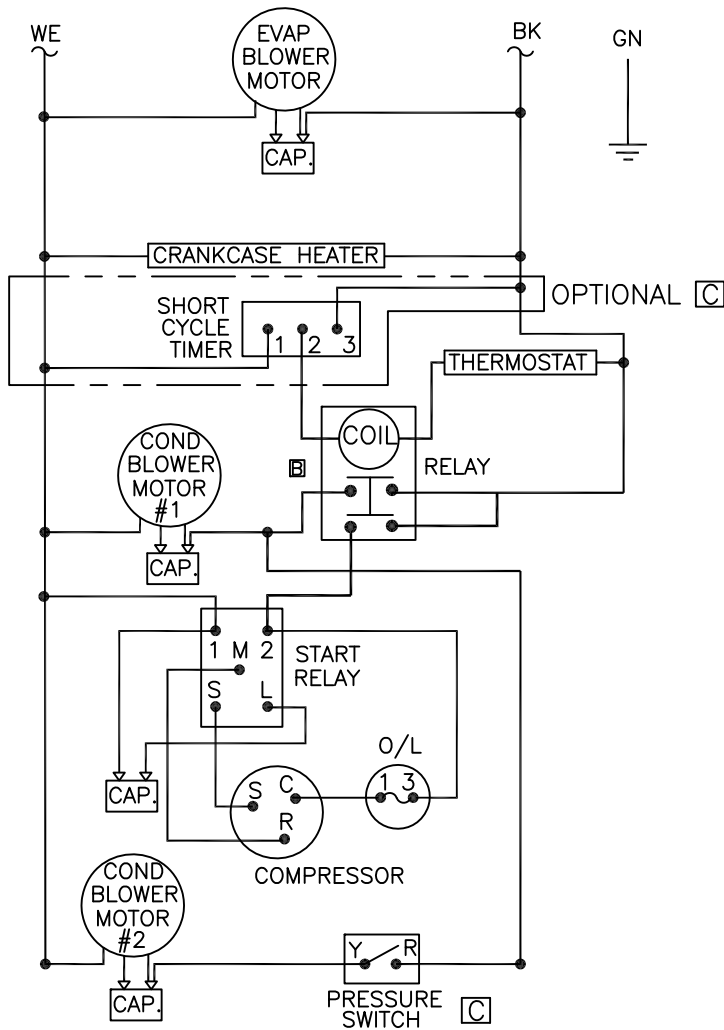 WE
EVAP
BLOWER
MOTOR
BK
GN
CAP.
CRANKCASE HEATER
OPTIONAL C
SHORT
CYCLE
TIMER
1 2 3
THERMOSTAT
COIL
RELAY
B
COND
BLOWER
MOTOR
#1
CAP.
1 M 2
S L
START
RELAY
O/L
1 3
CAP.
S C
R
COMPRESSOR
COND
BLOWER
MOTOR
#2
CAP.
Y R
PRESSURE
SWITCH
C